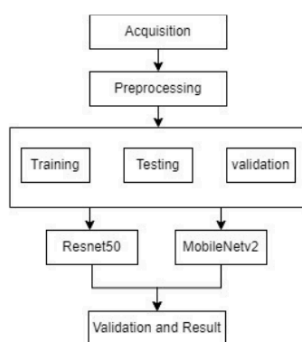 Acquisition
Preprocessing
Training Testing validation
Resnet50 MobileNetv2
Validation and Result